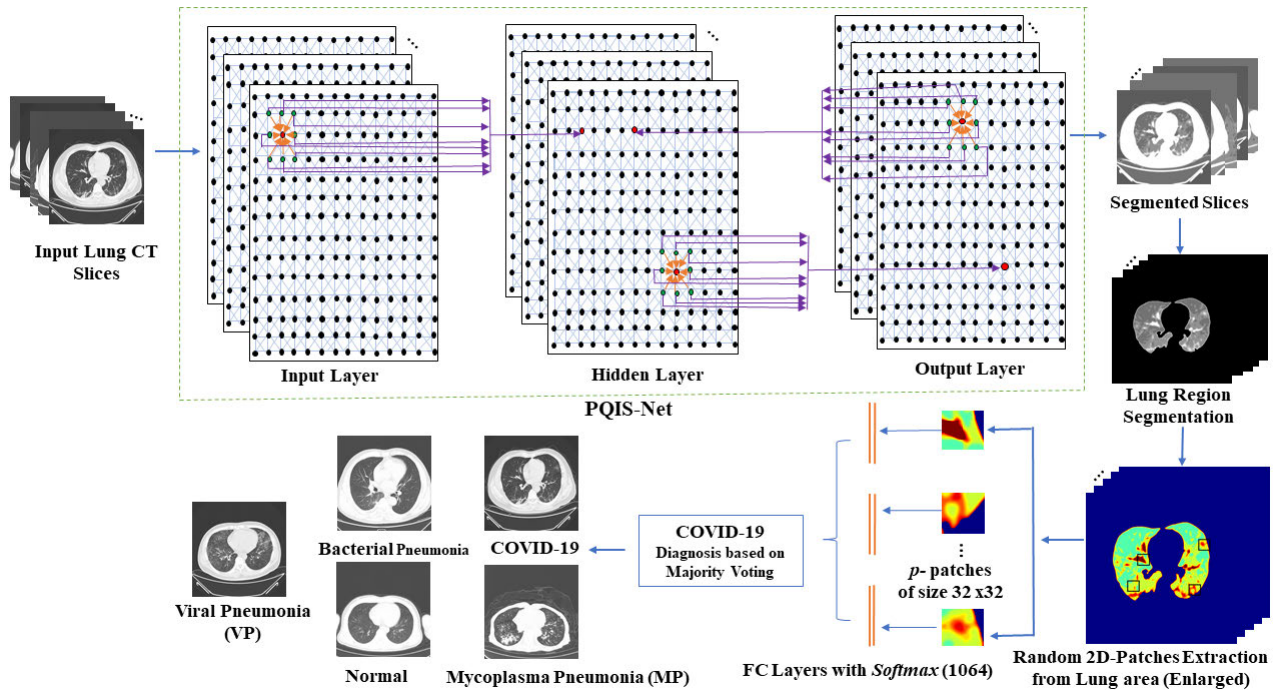 Input Lung CT
Slices
Input Layer
Hidden Layer
Output Layer
PQIS-Net
Segmented Slices
Lung Region
Segmentation
Random 2D-Patches Extraction
from Lung area (Enlarged)
p- patches
of size 32 x32
FC Layers with Softmax (1064)
COVID-19
Diagnosis based on
Majority Voting
Bacterial Pneumonia
COVID-19
Viral Pneumonia
(VP)
Normal
Mycoplasma Pneumonia (MP)